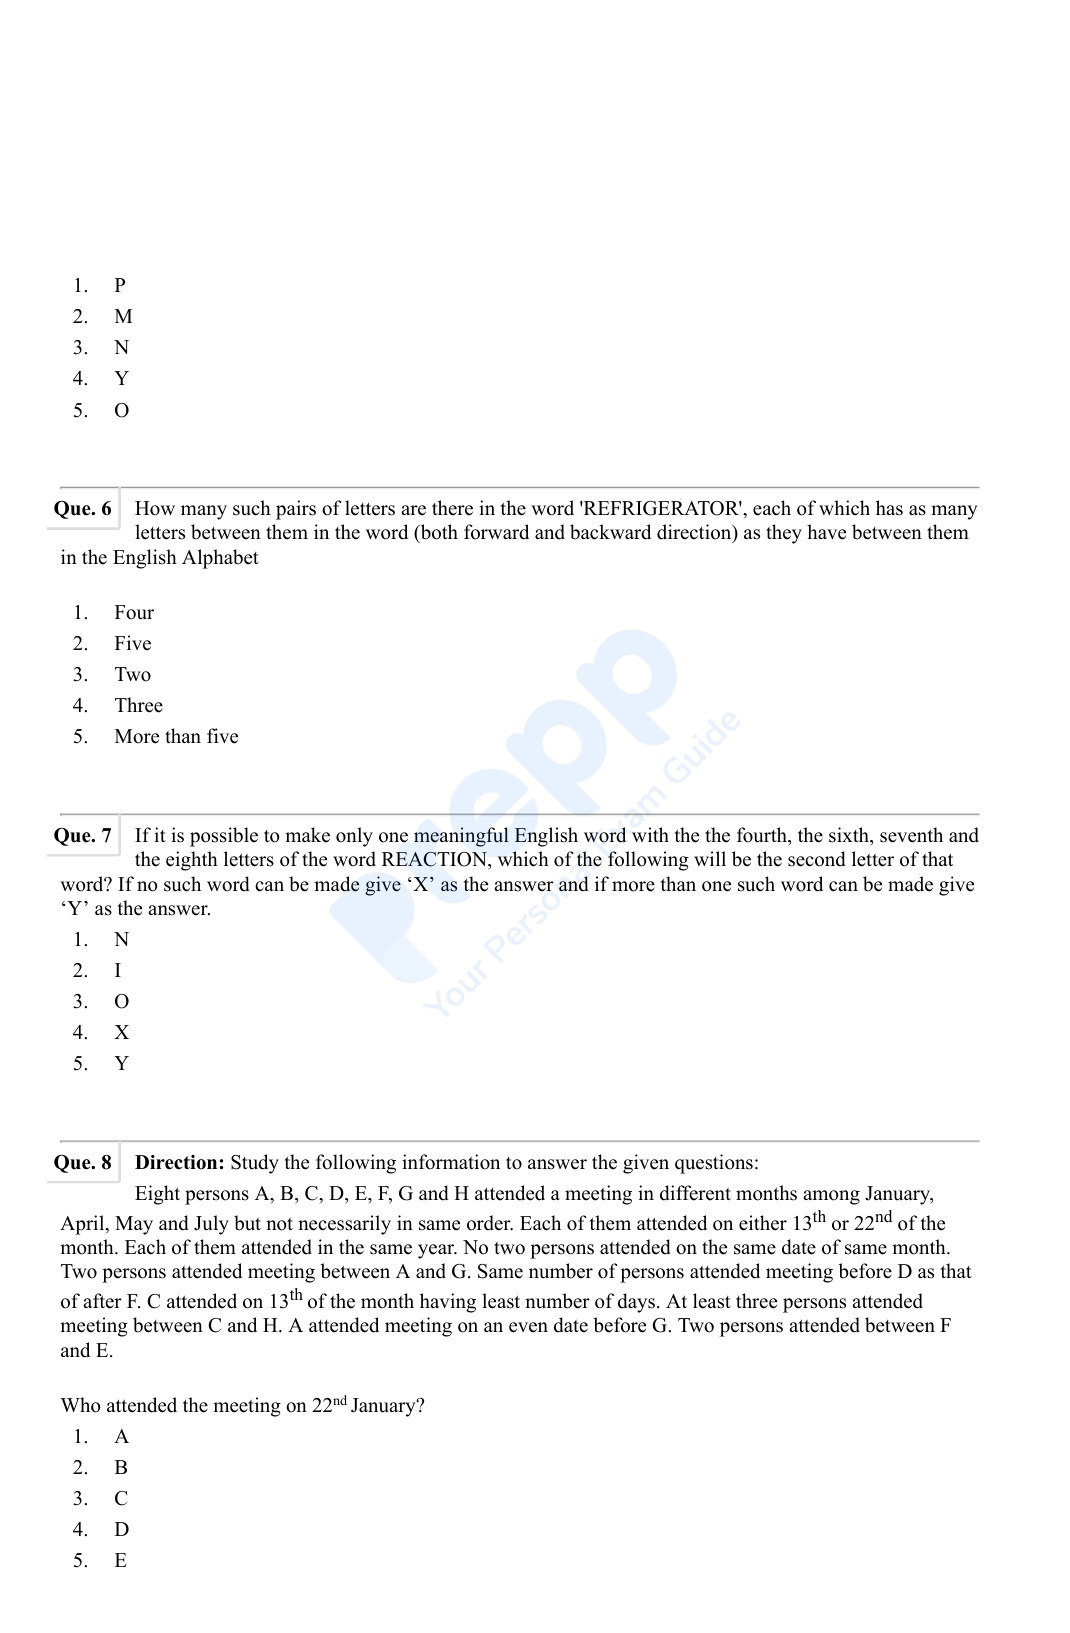 1. P
2. M
3. N
4. Y
5. O
Que. 6 How many such pairs of letters are there in the word 'REFRIGERATOR', each of which has as many
letters between them in the word (both forward and backward direction) as they have between them
in the English Alphabet
1. Four
2. Five
3. Two
4. Three
5. More than five
Que. 7 If it is possible to make only one meaningful English word with the the fourth, the sixth, seventh and
the eighth letters of the word REACTION, which of the following will be the second letter of that
word? If no such word can be made give ‘X’ as the answer and if more than one such word can be made give
‘Y’ as the answer.
1. N
2. I
3. O
4. X
5. Y
Que. 8 Direction: Study the following information to answer the given questions:
Eight persons A, B, C, D, E, F, G and H attended a meeting in different months among January,
April, May and July but not necessarily in same order. Each of them attended on either 13th or 22nd of the
month. Each of them attended in the same year. No two persons attended on the same date of same month.
Two persons attended meeting between A and G. Same number of persons attended meeting before D as that
of after F. C attended on 13th of the month having least number of days. At least three persons attended
meeting between C and H. A attended meeting on an even date before G. Two persons attended between F
and E.
Who attended the meeting on 22nd January?
1. A
2. B
3. C
4. D
5. E
prepp
Your Personal Exam Guide